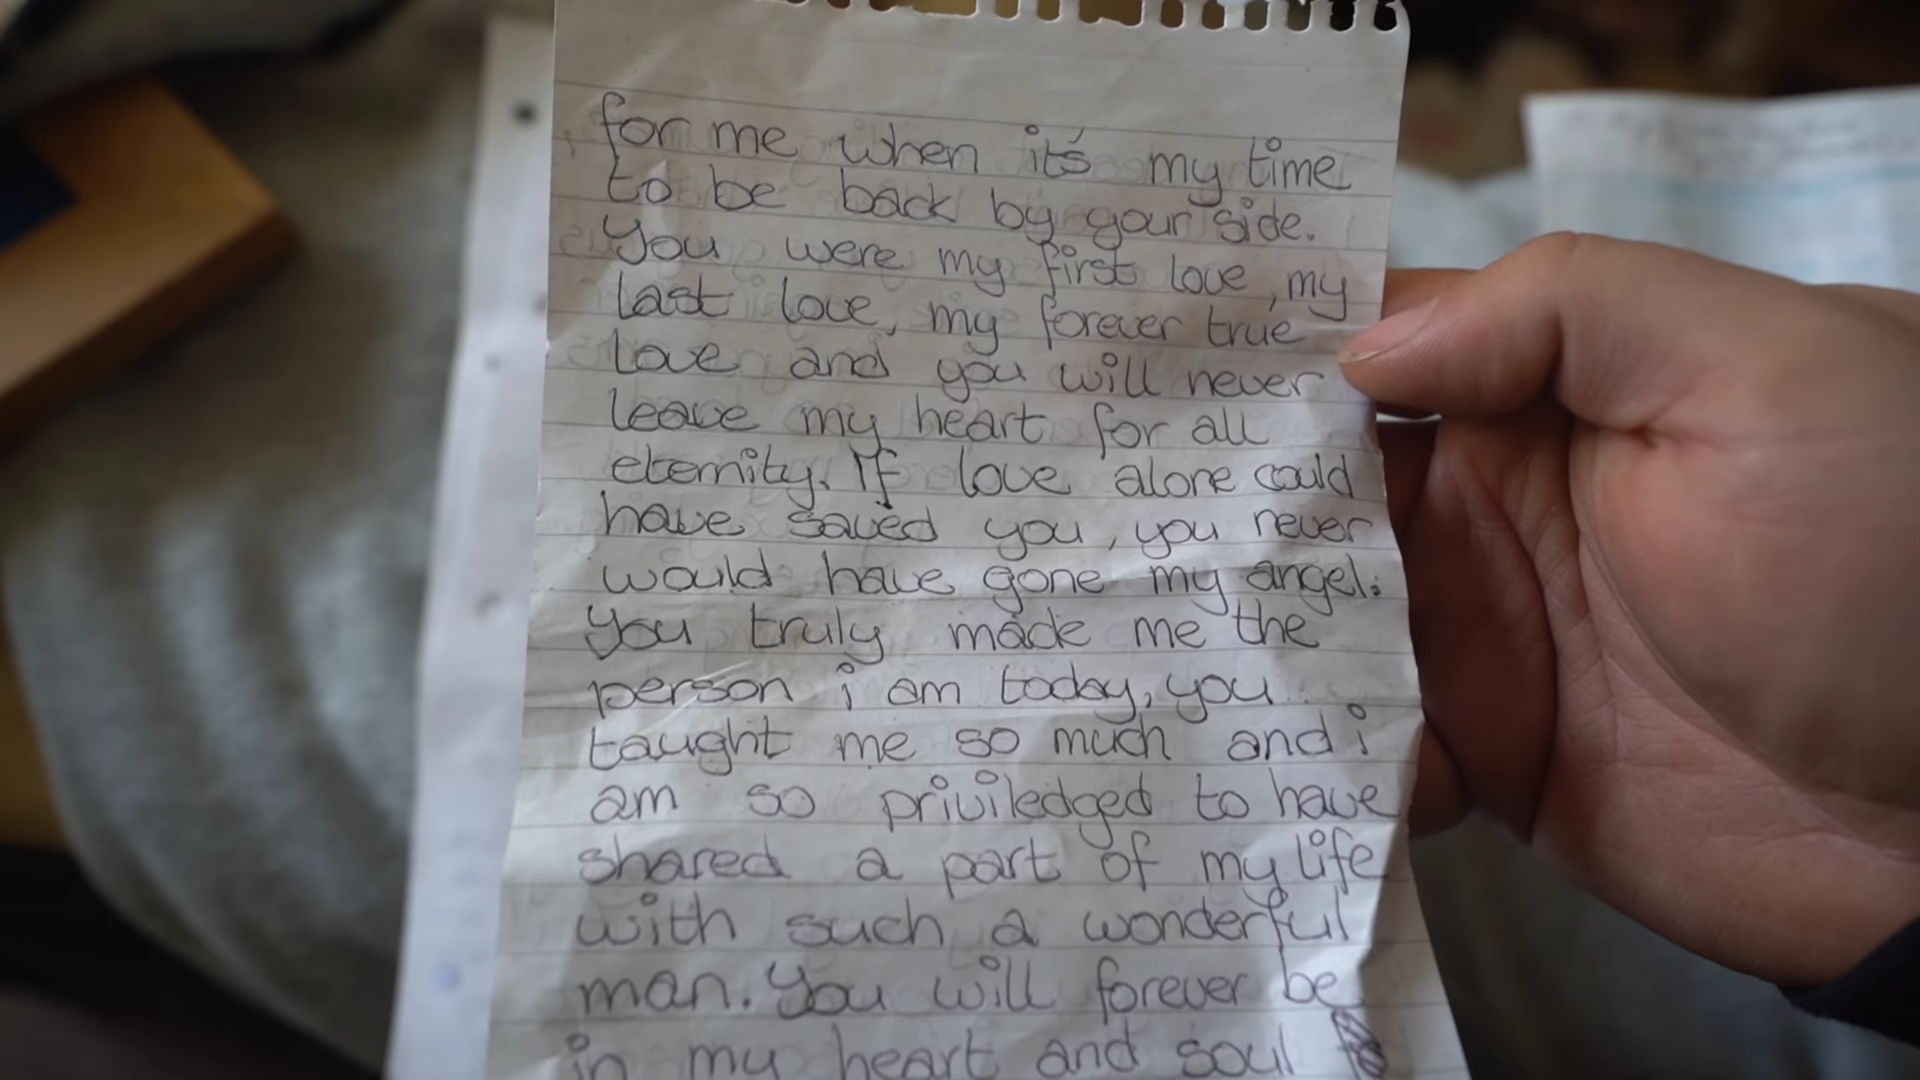 for me when it's my time
to be back by your side.
You were my first love, my
last love, my forever true
love and you will never
leave my heart for all
eternity. If love alone could
have saved you, you never
would have gone my angel.
You truly made me the
person i am today, you
taught me so much and i
am so priviledged to have
shared a part of my life
with such a wonderful
man. You will forever be
in my heart and soul